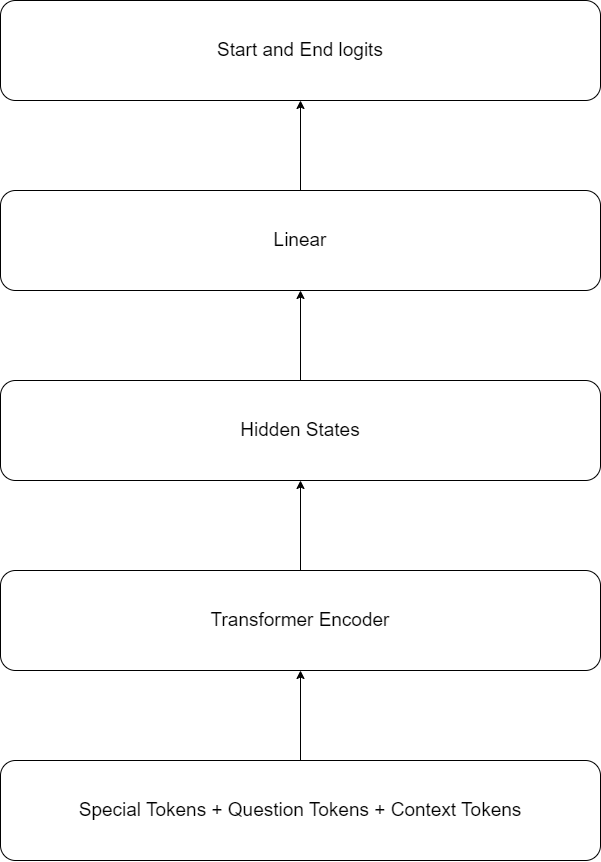 Start and End logits
Linear
Hidden States
Transformer Encoder
Special Tokens + Question Tokens + Context Tokens